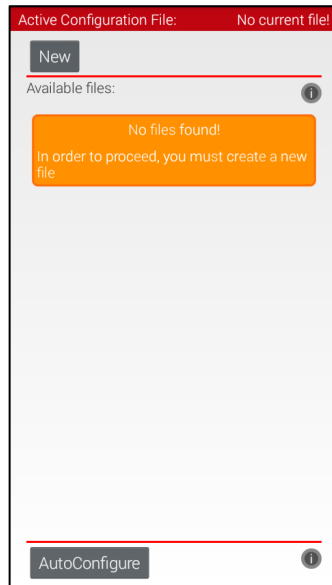 Active Configuration File: No current file!
New
Available files:
No files found!
In order to proceed, you must create a new
file
AutoConfigure